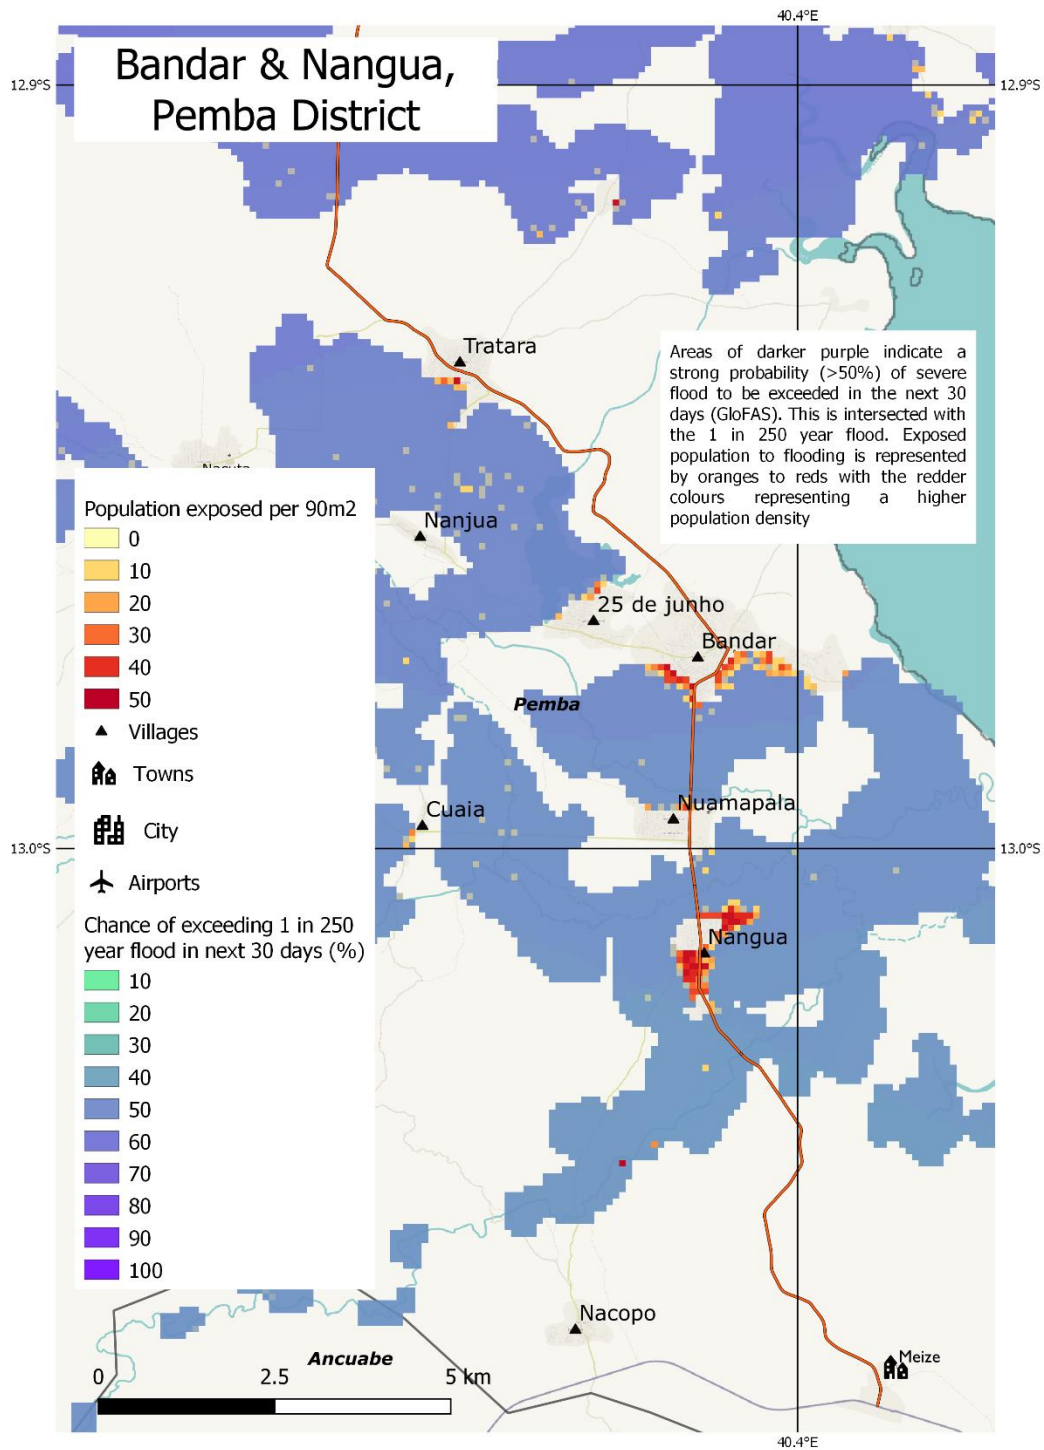 40.4°E
Bandar & Nangua,
Pemba District
12.9°S
12.9°S
Tratara
Areas of darker purple indicate a
strong probability (>50%) of severe
flood to be exceeded in the next 30
days (GloFAS). This is intersected with
the 1 in 250 year flood. Exposed
population to flooding is represented
by oranges to reds with the redder
colours representing a higher
population density
Population exposed per 90m2
0
10
20
30
40
50
Villages
Towns
City
Airports
Chance of exceeding 1 in 250
year flood in next 30 days (%)
10
20
30
40
50
60
70
80
90
100
Nanjua
25 de junho
Bandar
Pemba
Nuamapala
Cuaia
13.0°S
13.0°S
Nangua
Nacopo
Meize
Ancuabe
0 2.5 5 km
40.4°E